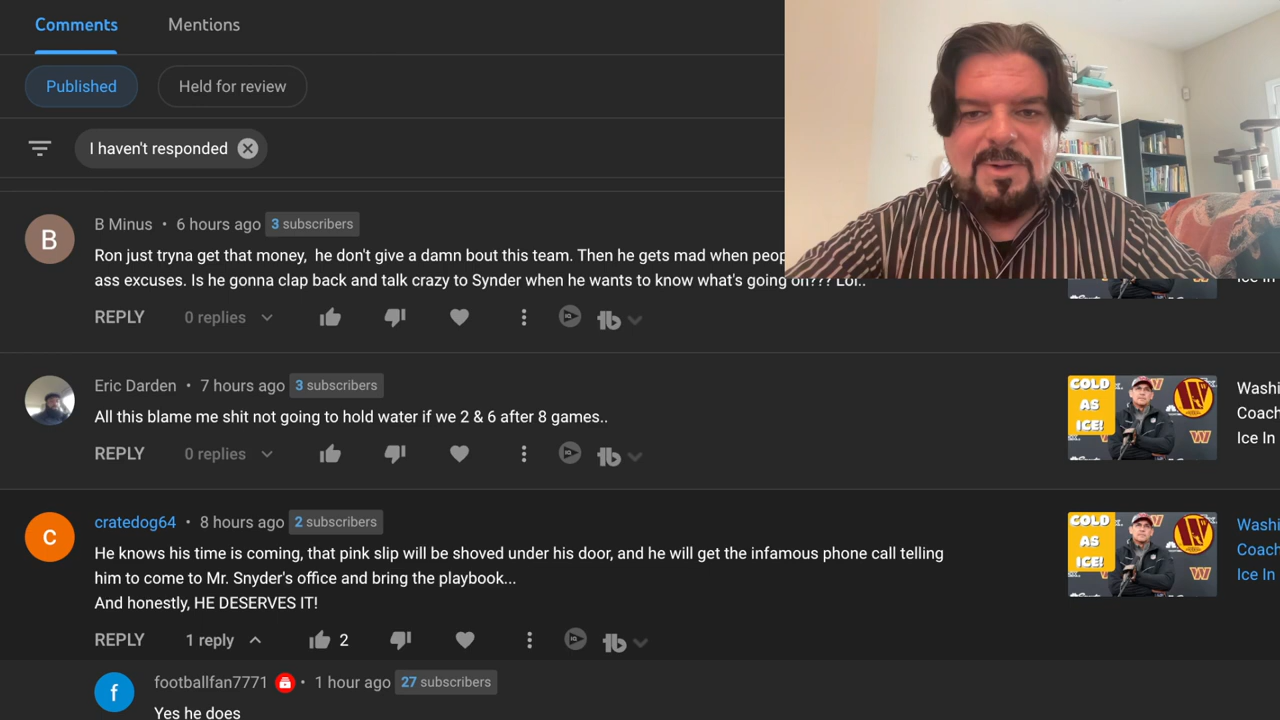 Comments Mentions
Published Held for review
I haven't responded
B
B Minus • 6 hours ago 3 subscribers
Ron just tryna get that money, he don't give a damn bout this team. Then he gets mad when
ass excuses. Is he gonna clap back and talk crazy to Synder when he wants to know what's going on??? Lol..
REPLY 0 replies
Eric Darden • 7 hours ago 3 subscribers
All this blame me shit not going to hold water if we 2 & 6 after 8 games..
REPLY 0 replies
COLD
AS
ICE!
Washi
Coach
Ice In
C
cratedog64 • 8 hours ago 2 subscribers
He knows his time is coming, that pink slip will be shoved under his door, and he will get the infamous phone call telling
him to come to Mr. Snyder's office and bring the playbook...
And honestly, HE DESERVES IT!
REPLY 1 reply 2
COLD
AS
ICE!
Washi
Coach
Ice In
f
footballfan7771 • 1 hour ago 27 subscribers
Yes he does